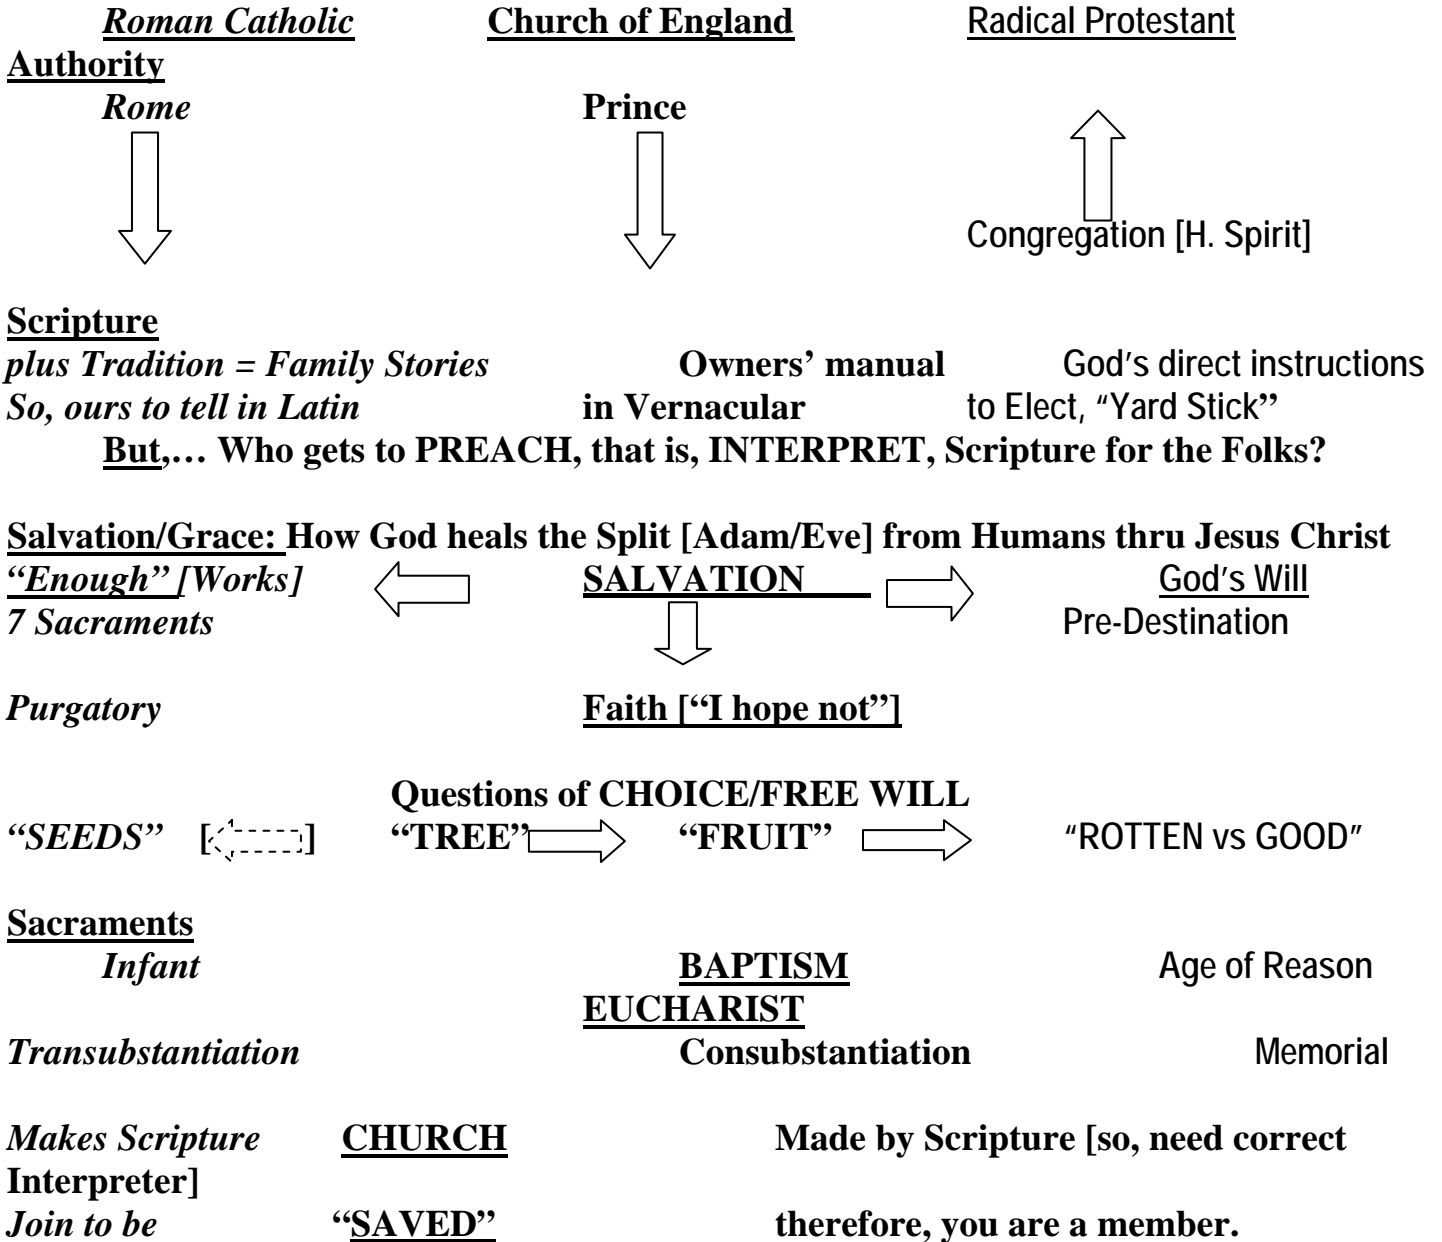 Roman Catholic Church of England Radical Protestant
Authority
Rome Prince
Congregation [H. Spirit]
Scripture
plus Tradition = Family Stories Owners’ manual God’s direct instructions
So, ours to tell in Latin in Vernacular to Elect, “Yard Stick”
But,… Who gets to PREACH, that is, INTERPRET, Scripture for the Folks?
Salvation/Grace: How God heals the Split [Adam/Eve] from Humans thru Jesus Christ
“Enough” [Works] SALVATION God’s Will
7 Sacraments Pre-Destination
Purgatory Faith [“I hope not”]
Questions of CHOICE/FREE WILL
“SEEDS” [ ] “TREE” “FRUIT” “ROTTEN vs GOOD”
Sacraments
Infant BAPTISM Age of Reason
EUCHARIST
Transubstantiation Consubstantiation Memorial
Makes Scripture CHURCH Made by Scripture [so, need correct
Interpreter]
Join to be “SAVED” therefore, you are a member.